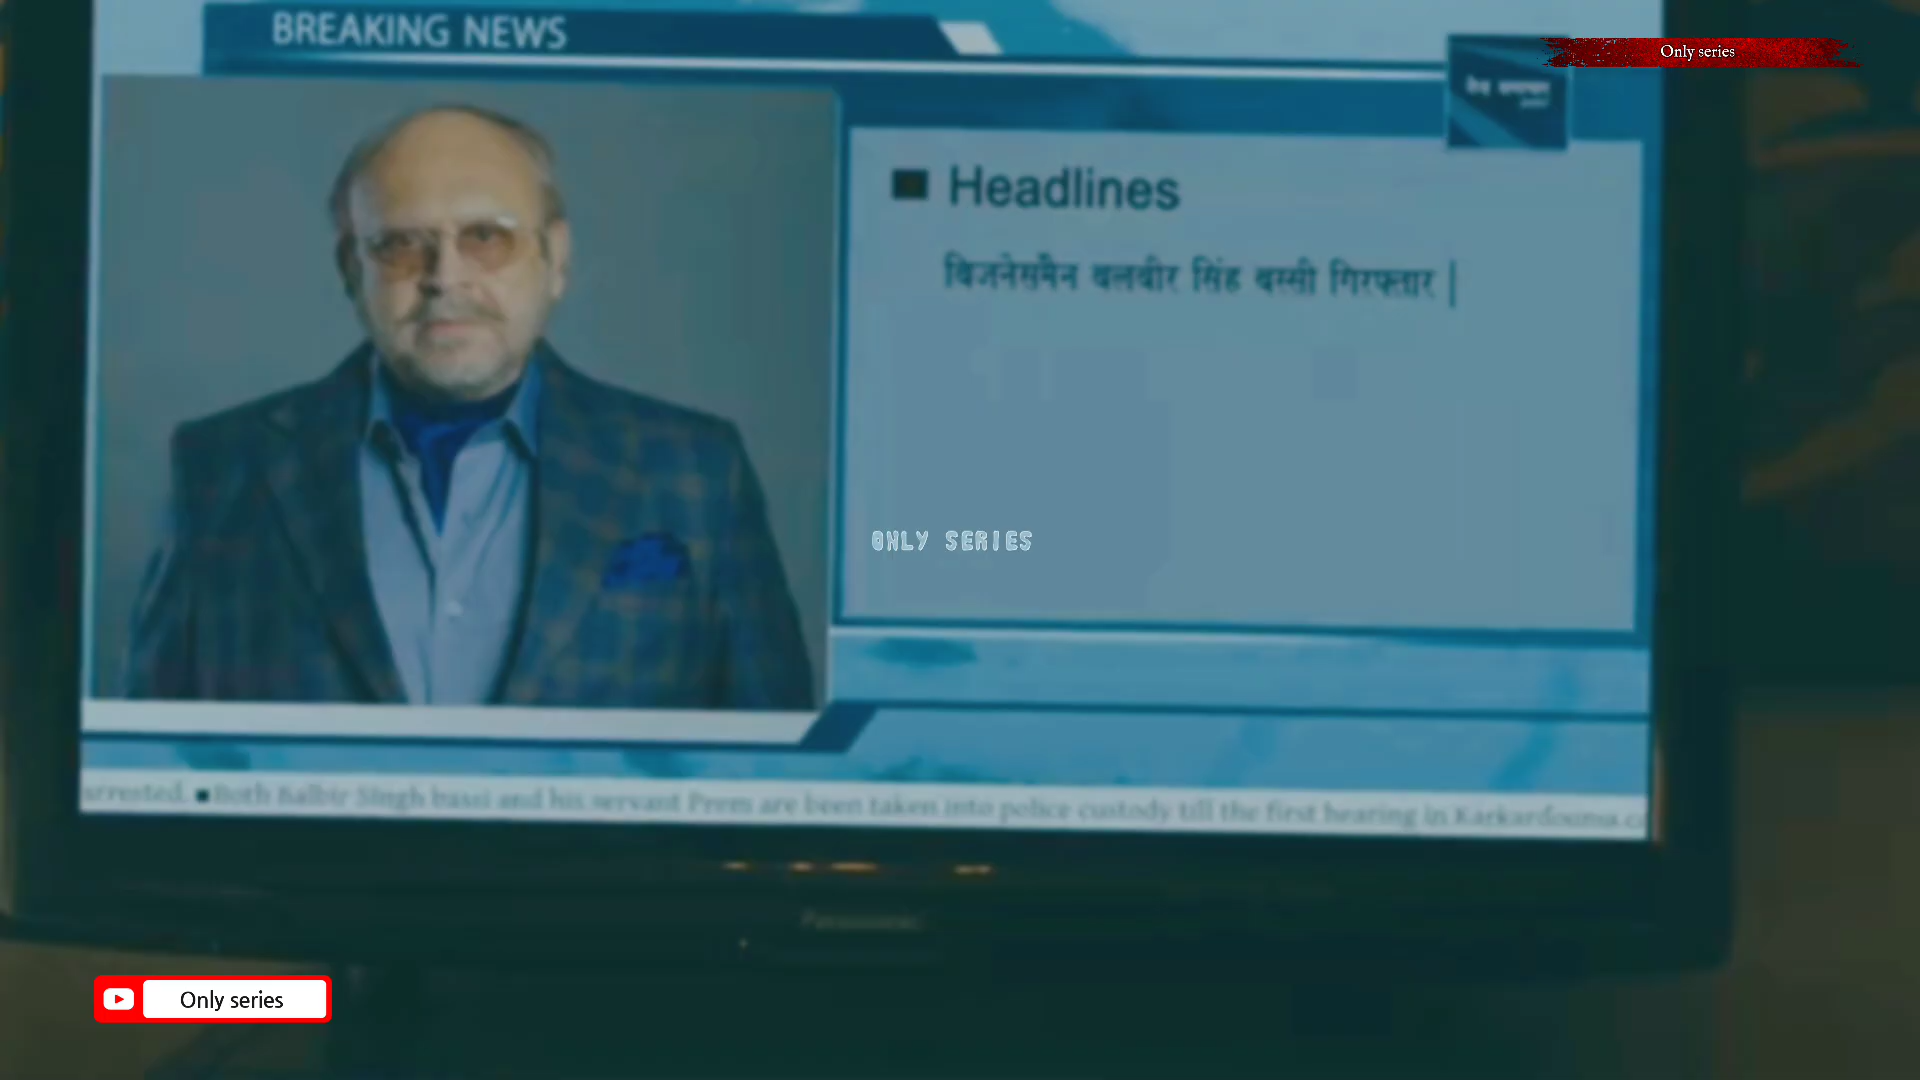 BREAKING NEWS
Only series
Headlines
बिजनेसमैन बलबीर सिंह बस्सी गिरफ्तार
ONLY SERIES
arrested. ■ Both Balbir Singh bassi and his servant Prem are been taken into police custody till the first hearing in Karkardooma
Panasonic
Only series